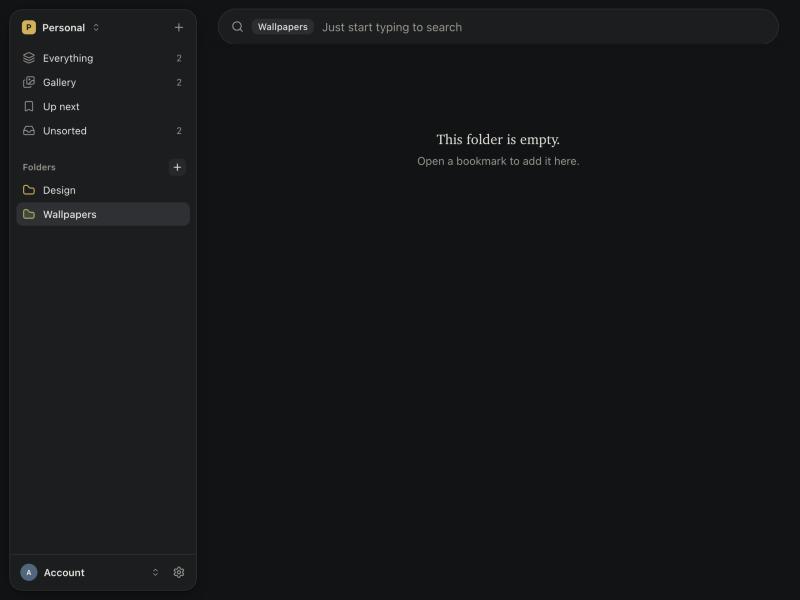 P Personal
Everything 2
Gallery 2
Up next
Unsorted 2
Folders
Design
Wallpapers
A Account
Wallpapers Just start typing to search
This folder is empty.
Open a bookmark to add it here.